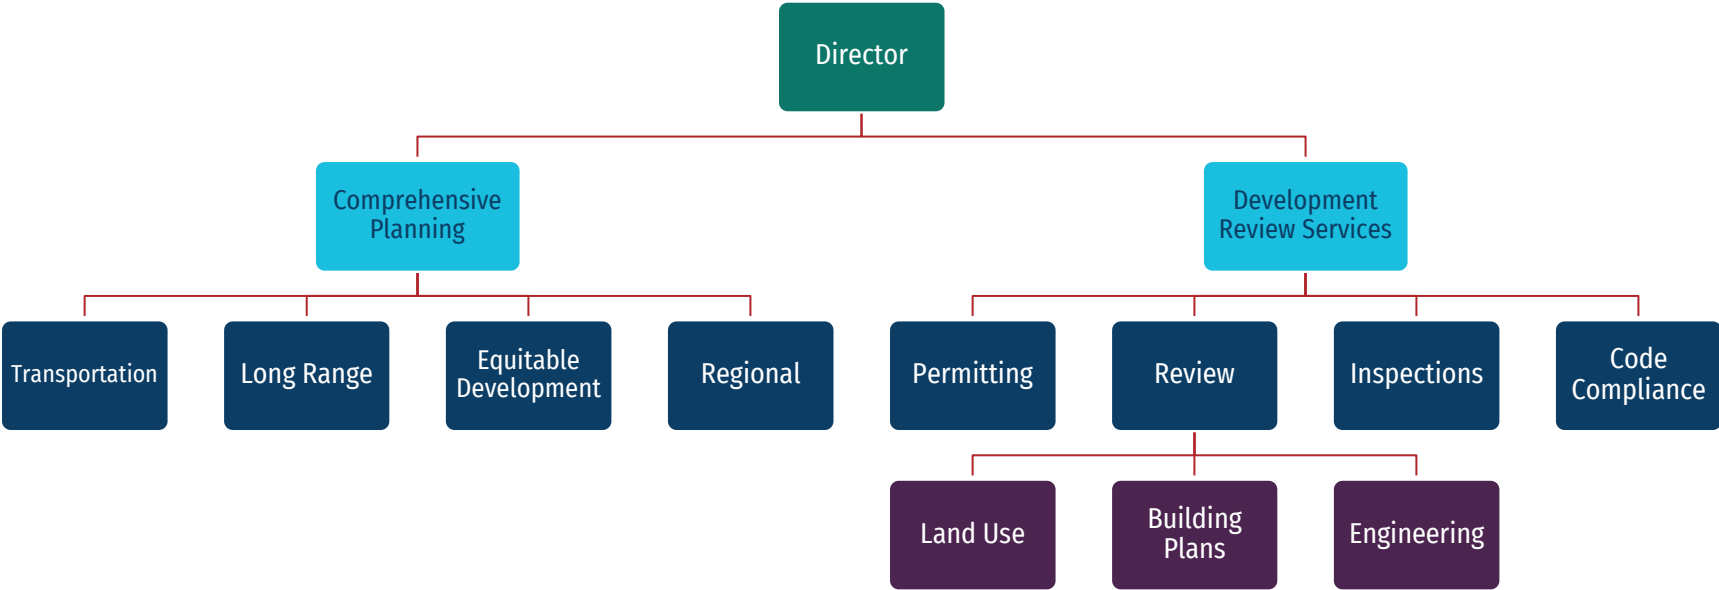 Director
Comprehensive
Planning
Development
Review Services
Transportation
Long Range
Equitable
Development
Regional
Permitting
Review
Inspections
Code
Compliance
Land Use
Building
Plans
Engineering